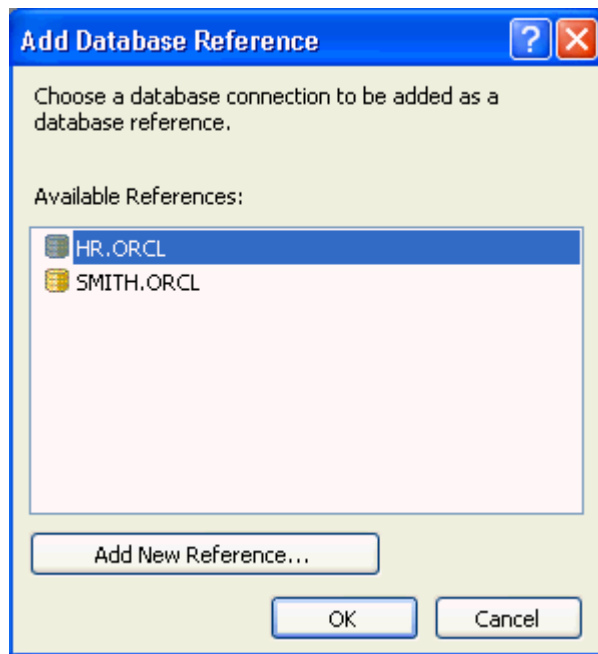 Add Database Reference
Choose a database connection to be added as a
database reference.
Available References:
HR.ORCL
SMITH.ORCL
Add New Reference...
OK
Cancel